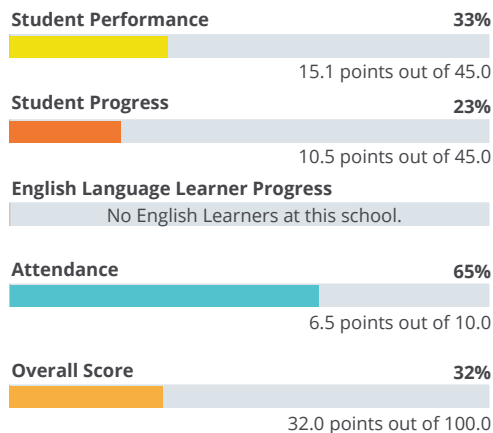 Student Performance 33%
15.1 points out of 45.0
Student Progress 23%
10.5 points out of 45.0
English Language Learner Progress
No English Learners at this school.
Attendance 65%
6.5 points out of 10.0
Overall Score 32%
32.0 points out of 100.0